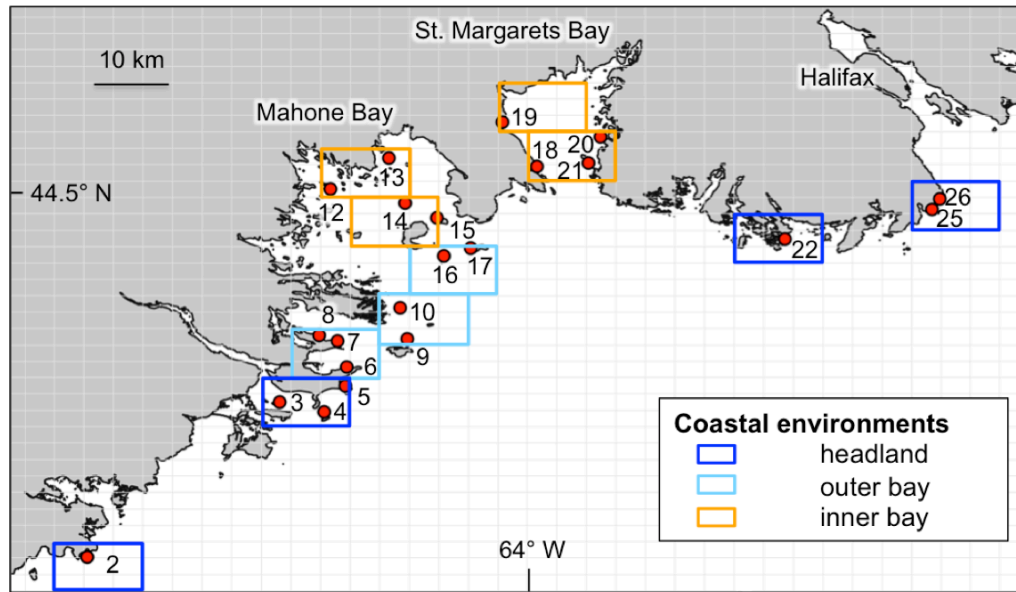 St. Margarets Bay
10 km
Halifax
Mahone Bay
19
20
18
21
13
44.5° N
12
26
14
25
15
22
17
16
10
8
7
9
6
5
3
4
Coastal environments
headland
outer bay
inner bay
64° W
2